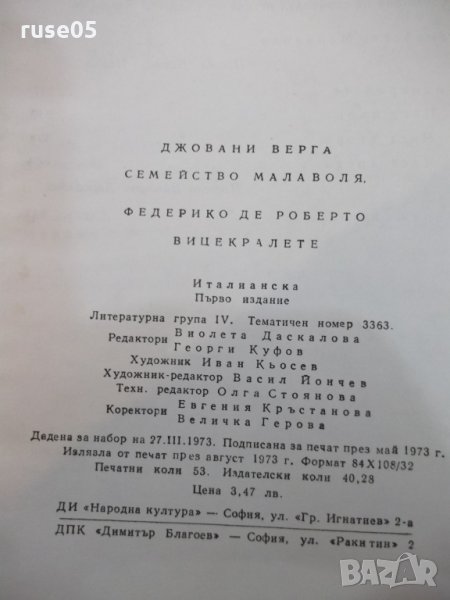 ruse05
ДЖОВАНИ ВЕРГА
СЕМЕЙСТВО МАЛАВОЛЯ.
ФЕДЕРИКО ДЕ РОБЕРТО
ВИЦЕКРАЛЕТЕ
Италианска
Първо издание
Литературна група IV. Тематичен номер 3363.
Редактори Виолета Даскалова
Георги Куфов
Художник Иван Кьосев
Художник-редактор Васил Йончев
Техн. редактор Олга Стоянова
Коректори Евгения Кръстанова
Величка Герова
Дадена за набор на 27.III.1973. Подписана за печат през май 1973 г.
Излязла от печат през август 1973 г. Формат 84X108/32
Печатни коли 53. Издателски коли 40,28
Цена 3,47 лв.
ДИ «Народна култура» — София, ул. «Гр. Игнатиев» 2-а
ДПК «Димитър Благоев» — София, ул. «Ракитин» 2
BAZAR.bg